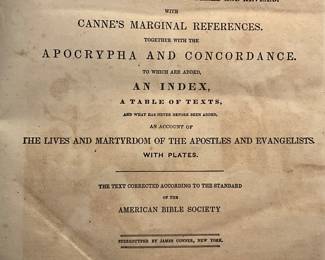 WITH
CANNE'S MARGINAL REFERENCES.
TOGETHER WITH THE
APOCRYPHA AND CONCORDANCE.
TO WHICH ARE ADDED,
AN INDEX,
A TABLE OF TEXTS,
AND WHAT HAS NEVER BEFORE BEEN ADDED,
AN ACCOUNT OF
THE LIVES AND MARTYRDOM OF THE APOSTLES AND EVANGELISTS.
WITH PLATES.
THE TEXT CORRECTED ACCORDING TO THE STANDARD
OF THE
AMERICAN BIBLE SOCIETY
STEREOTYPED BY JAMES CONNER, NEW YORK.